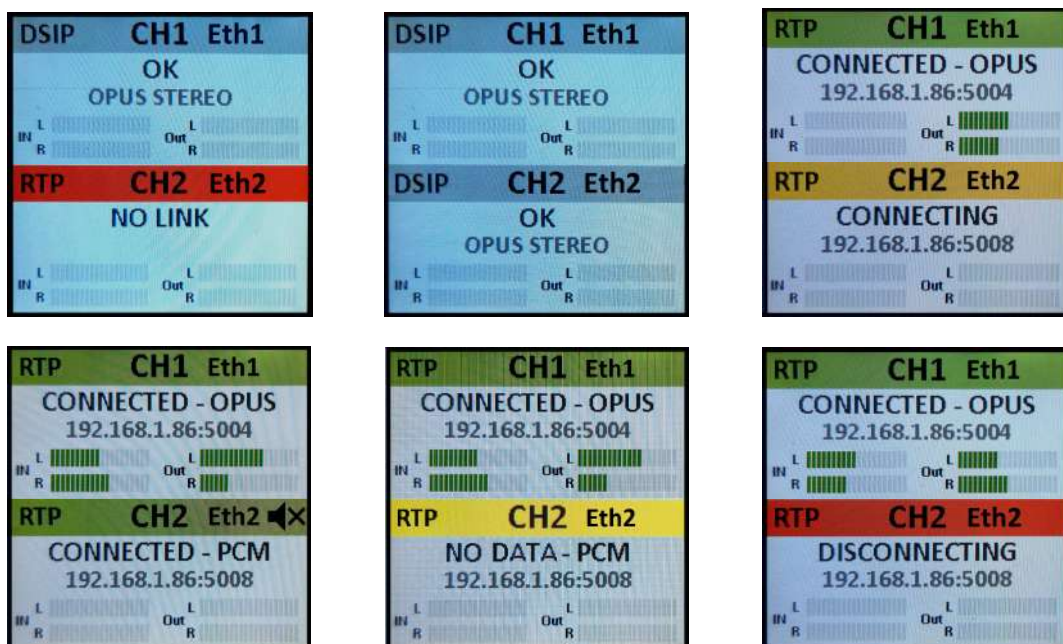 DSIP CH1 Eth1
OK
OPUS STEREO
IN L R Out L R
RTP CH2 Eth2
NO LINK
IN L R Out L R
DSIP CH1 Eth1
OK
OPUS STEREO
IN L R Out L R
DSIP CH2 Eth2
OK
OPUS STEREO
IN L R Out L R
RTP CH1 Eth1
CONNECTED - OPUS
192.168.1.86:5004
IN L R Out L R
RTP CH2 Eth2
CONNECTING
192.168.1.86:5008
IN L R Out L R
RTP CH1 Eth1
CONNECTED - OPUS
192.168.1.86:5004
IN L R Out L R
RTP CH2 Eth2
CONNECTED - PCM
192.168.1.86:5008
IN L R Out L R
RTP CH1 Eth1
CONNECTED - OPUS
192.168.1.86:5004
IN L R Out L R
RTP CH2 Eth2
NO DATA - PCM
192.168.1.86:5008
IN L R Out L R
RTP CH1 Eth1
CONNECTED - OPUS
192.168.1.86:5004
IN L R Out L R
RTP CH2 Eth2
DISCONNECTING
192.168.1.86:5008
IN L R Out L R